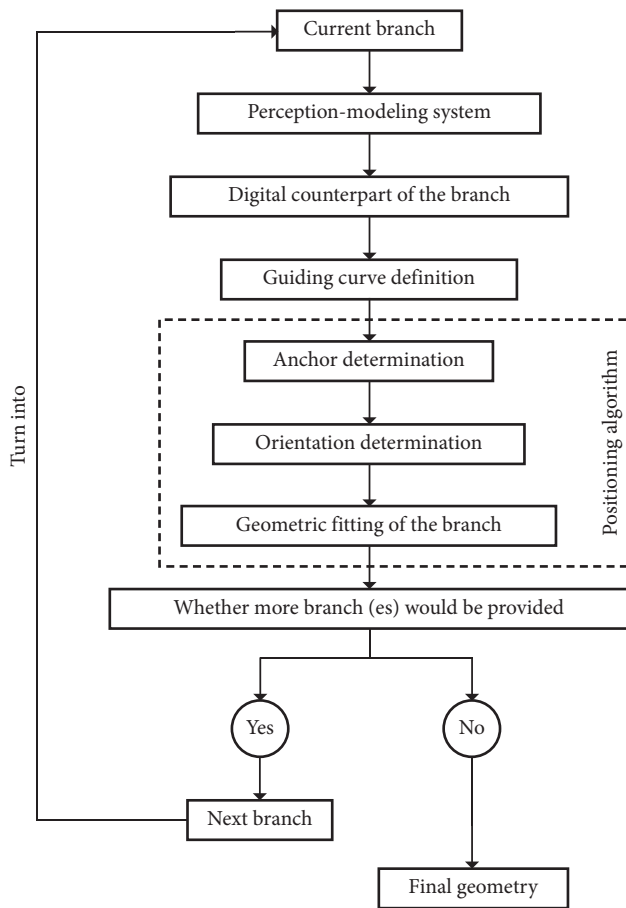 Current branch
Perception-modeling system
Digital counterpart of the branch
Guiding curve definition
Anchor determination
Orientation determination
Geometric fitting of the branch
Positioning algorithm
Turn into
Whether more branch (es) would be provided
Yes
No
Next branch
Final geometry